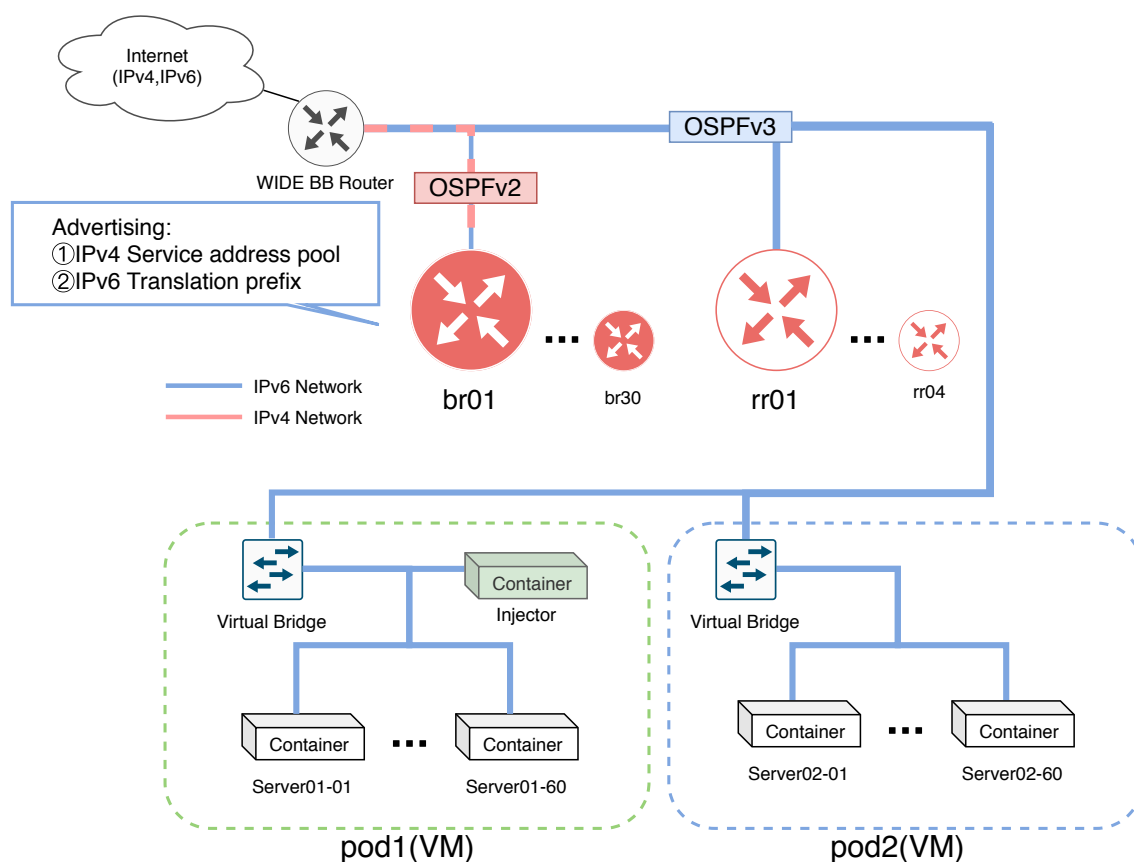 Internet
(IPv4,IPv6)
WIDE BB Router
OSPFv3
OSPFv2
Advertising:
①IPv4 Service address pool
②IPv6 Translation prefix
br01
br30
rr01
rr04
IPv6 Network
IPv4 Network
Virtual Bridge
Container
Injector
Container
Server01-01
Container
Server01-60
pod1(VM)
Virtual Bridge
Container
Server02-01
Container
Server02-60
pod2(VM)